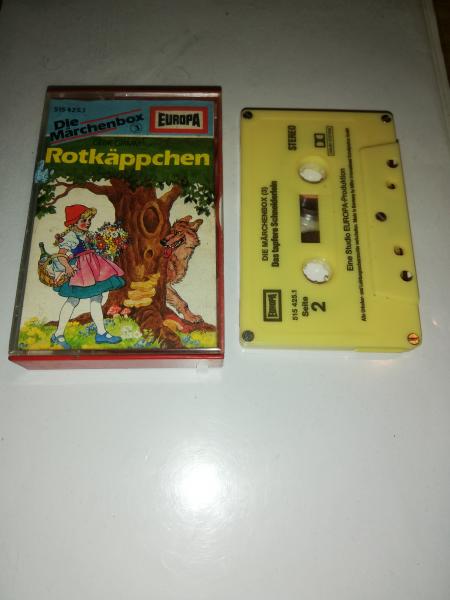 515 425.1
Die
Märchenbox 3
EUROPA
Rotkäppchen
STEREO
DIE MÄRCHENBOX (3)
Das tapfere Schneiderlein
Eine Studio EUROPA-Produktion
EUROPA
515 425.1
Seite
2